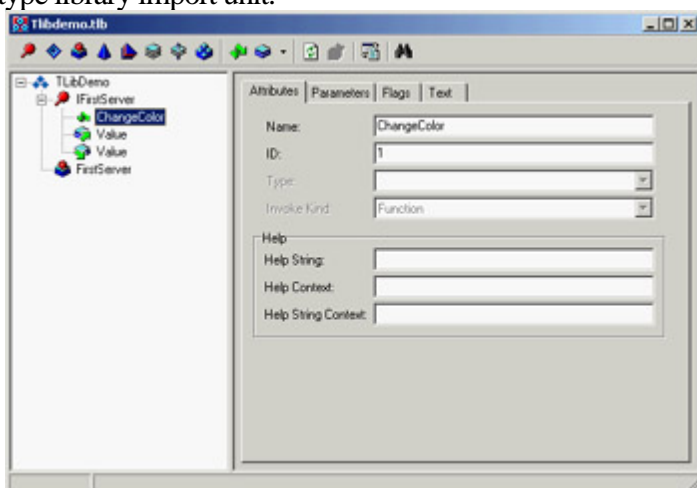 type library import unit.
Tlibdemo.tlb
TLibDemo
IFirstServer
ChangeColor
Value
Value
FirstServer
Attributes Parameters Flags Text
Name: ChangeColor
ID: 1
Type:
Invoke Kind: Function
Help
Help String:
Help Context:
Help String Context: